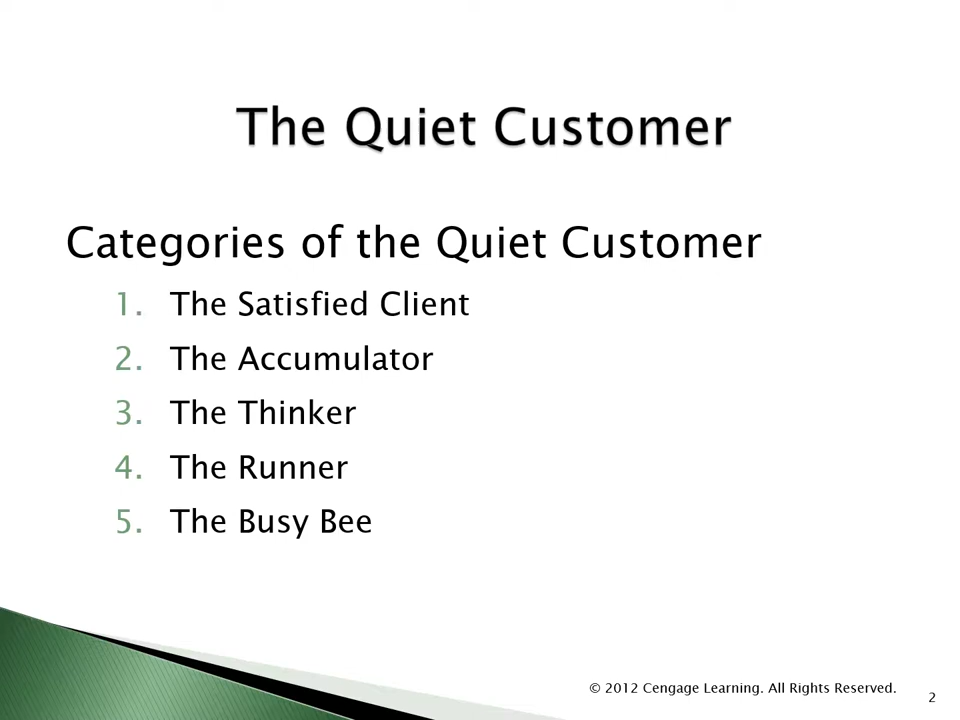 The Quiet Customer
Categories of the Quiet Customer
1. The Satisfied Client
2. The Accumulator
3. The Thinker
4. The Runner
5. The Busy Bee
© 2012 Cengage Learning. All Rights Reserved.
2